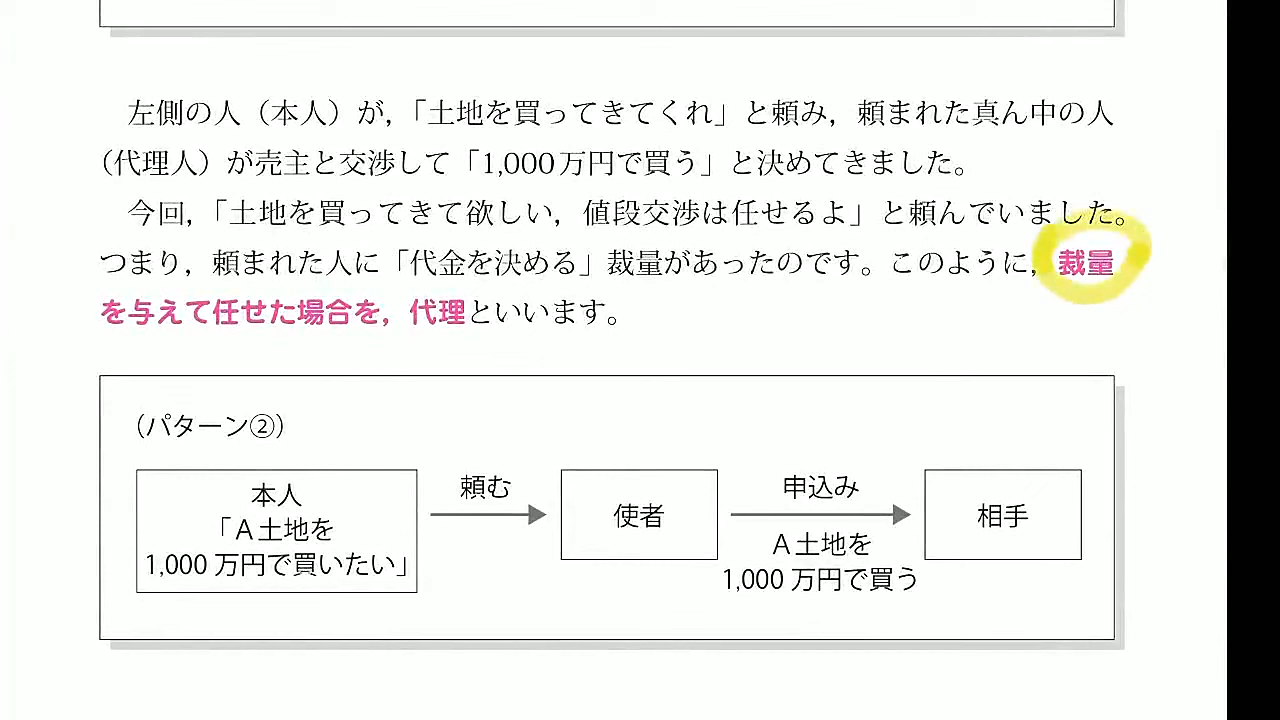 左側の人（本人）が，「土地を買ってきてくれ」と頼み，頼まれた真ん中の人
（代理人）が売主と交渉して「1,000万円で買う」と決めてきました。
今回，「土地を買ってきて欲しい，値段交渉は任せるよ」と頼んでいました。
つまり，頼まれた人に「代金を決める」裁量があったのです。このように，裁量
を与えて任せた場合を，代理といいます。
（パターン②）
本人
「A土地を
1,000万円で買いたい」
頼む
使者
申込み
A土地を
1,000万円で買う
相手